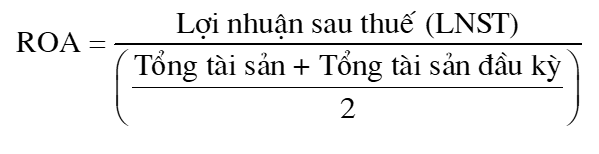 Lợi nhuận sau thuế (LNST)
ROA =
(Tổng tài sản + Tổng tài sản đầu kỳ)
2